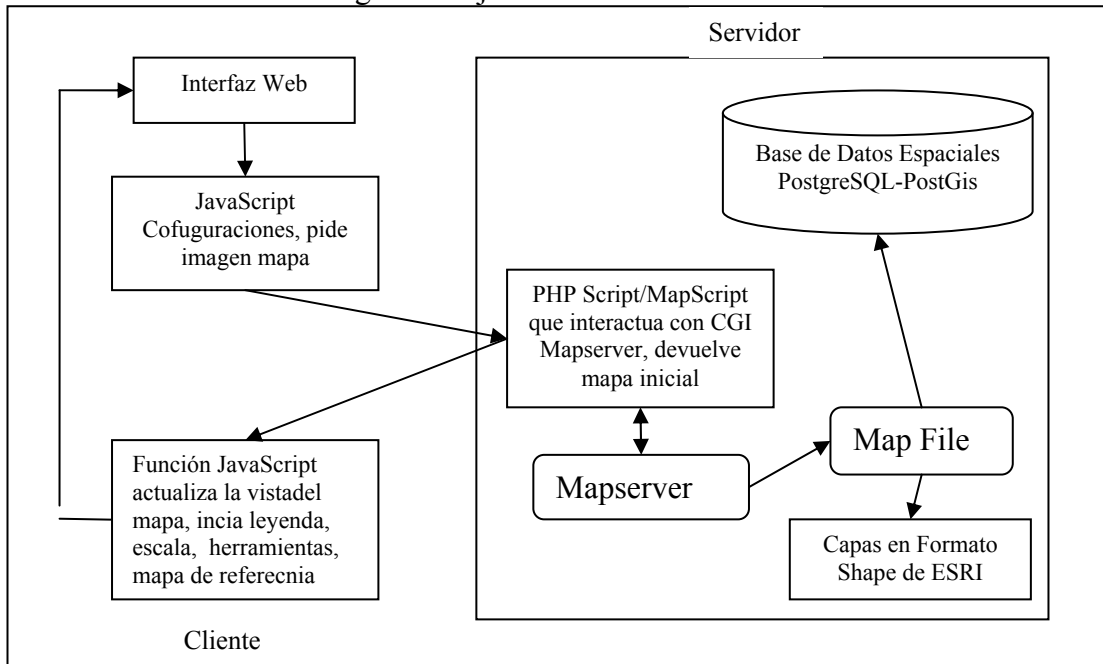 Servidor
Interfaz Web
JavaScript
Cofuguraciones, pide
imagen mapa
Función JavaScript
actualiza la vistadel
mapa, incia leyenda,
escala, herramientas,
mapa de referecnia
Cliente
PHP Script/MapScript
que interactua con CGI
Mapserver, devuelve
mapa inicial
Mapserver
Map File
Base de Datos Espaciales
PostgreSQL-PostGis
Capas en Formato
Shape de ESRI